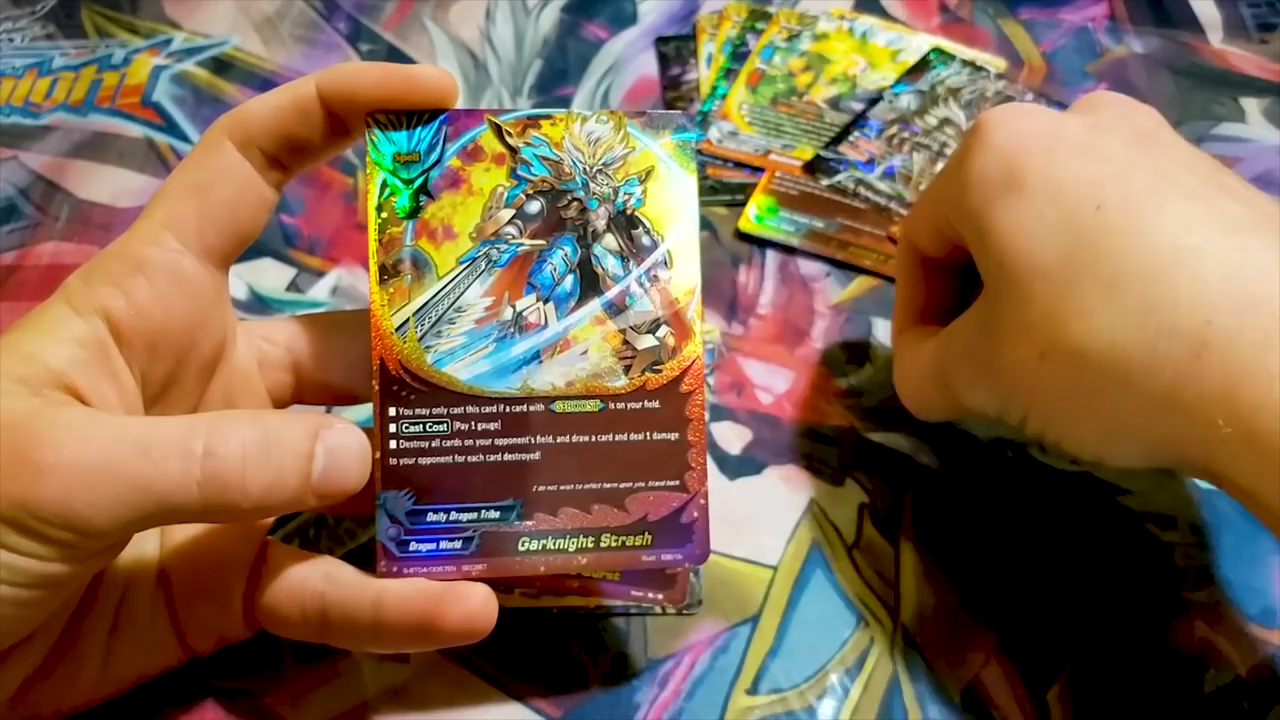 Spell
■ You may only cast this card if a card with G-BOOST is on your field.
■ Cast Cost [Pay 1 gauge]
■ Destroy all cards on your opponent's field, and draw a card and deal 1 damage
to your opponent for each card destroyed!
I do not wish to inflict harm upon you. Stand back.
Deity Dragon Tribe
Dragon World
Garknight Strash
S-BT04/0067EN SECRET